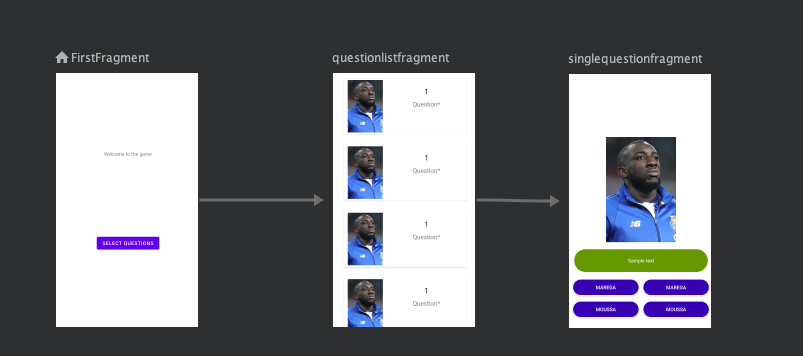 FirstFragment
Welcome to the game
SELECT QUESTIONS
questionlistfragment
1
Question*
1
Question*
1
Question*
1
Question*
singlequestionfragment
Sample text
MAREGA MAREGA
MOUSSA MOUSSA